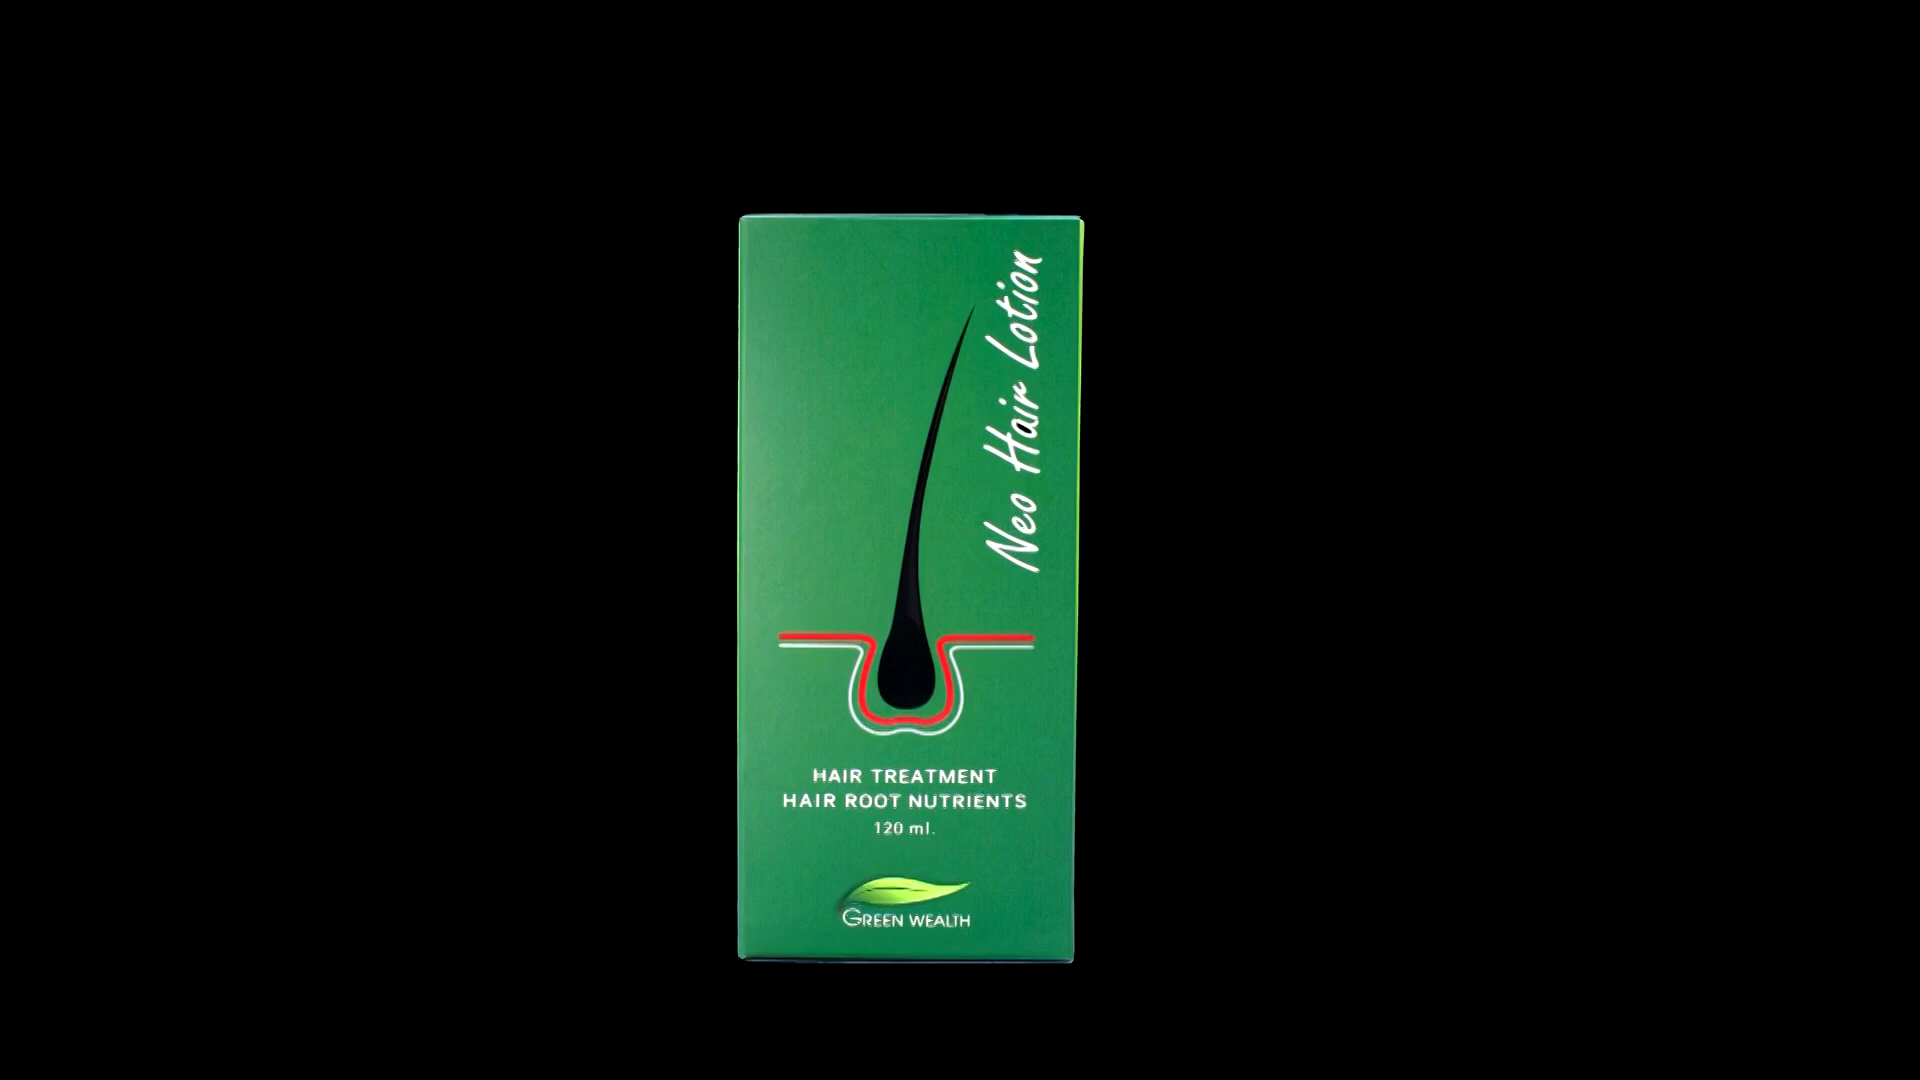 Neo Hair Lotion
HAIR TREATMENT
HAIR ROOT NUTRIENTS
120 ml.
GREEN WEALTH